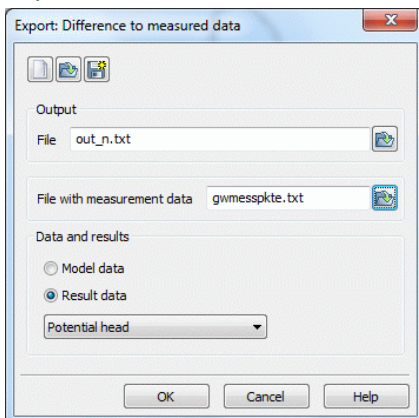 Export: Difference to measured data
Output
File out_n.txt
File with measurement data gwmesspkte.txt
Data and results
Model data
Result data
Potential head
OK Cancel Help